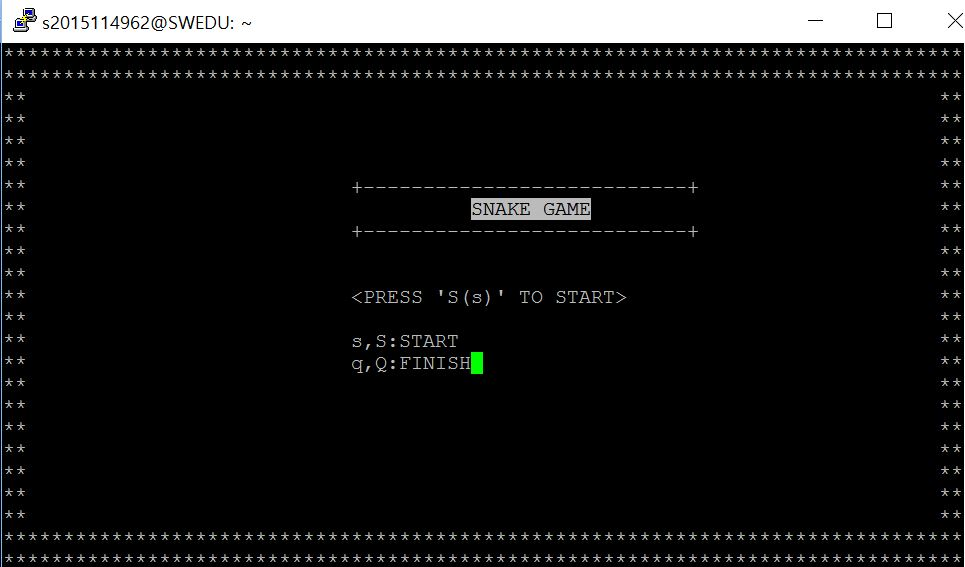 s2015114962@SWEDU: ~
********************************************************************************
********************************************************************************
** **
** **
** **
** **
** +---------------------------+ **
** SNAKE GAME **
** +---------------------------+ **
** **
** **
** <PRESS 'S(s)' TO START> **
** **
** s,S:START **
** q,Q:FINISH **
** **
** **
** **
** **
** **
** **
** **
********************************************************************************
********************************************************************************